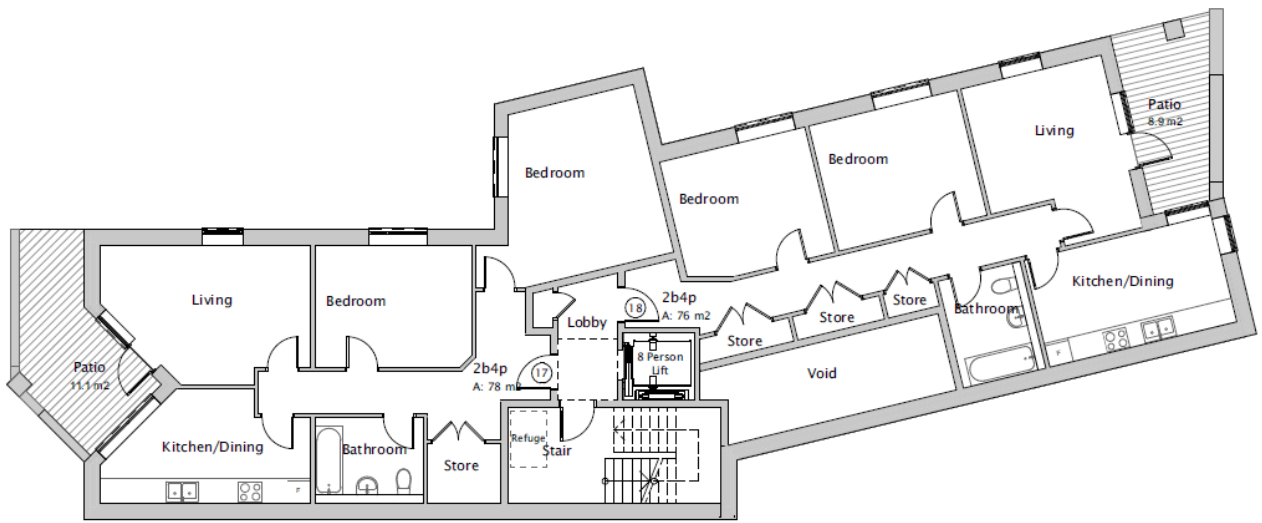 Patio
8.9 m2
Living
Bedroom
Bedroom
Bedroom
Kitchen/Dining
Living
Bedroom
2b4p
A: 76 m2
18
Store
Store
Store
Bathroom
Lobby
8 Person
Lift
Void
F
Patio
11.1 m2
2b4p
A: 78 m2
17
Kitchen/Dining
Bathroom
Store
Refuge
Stair
F